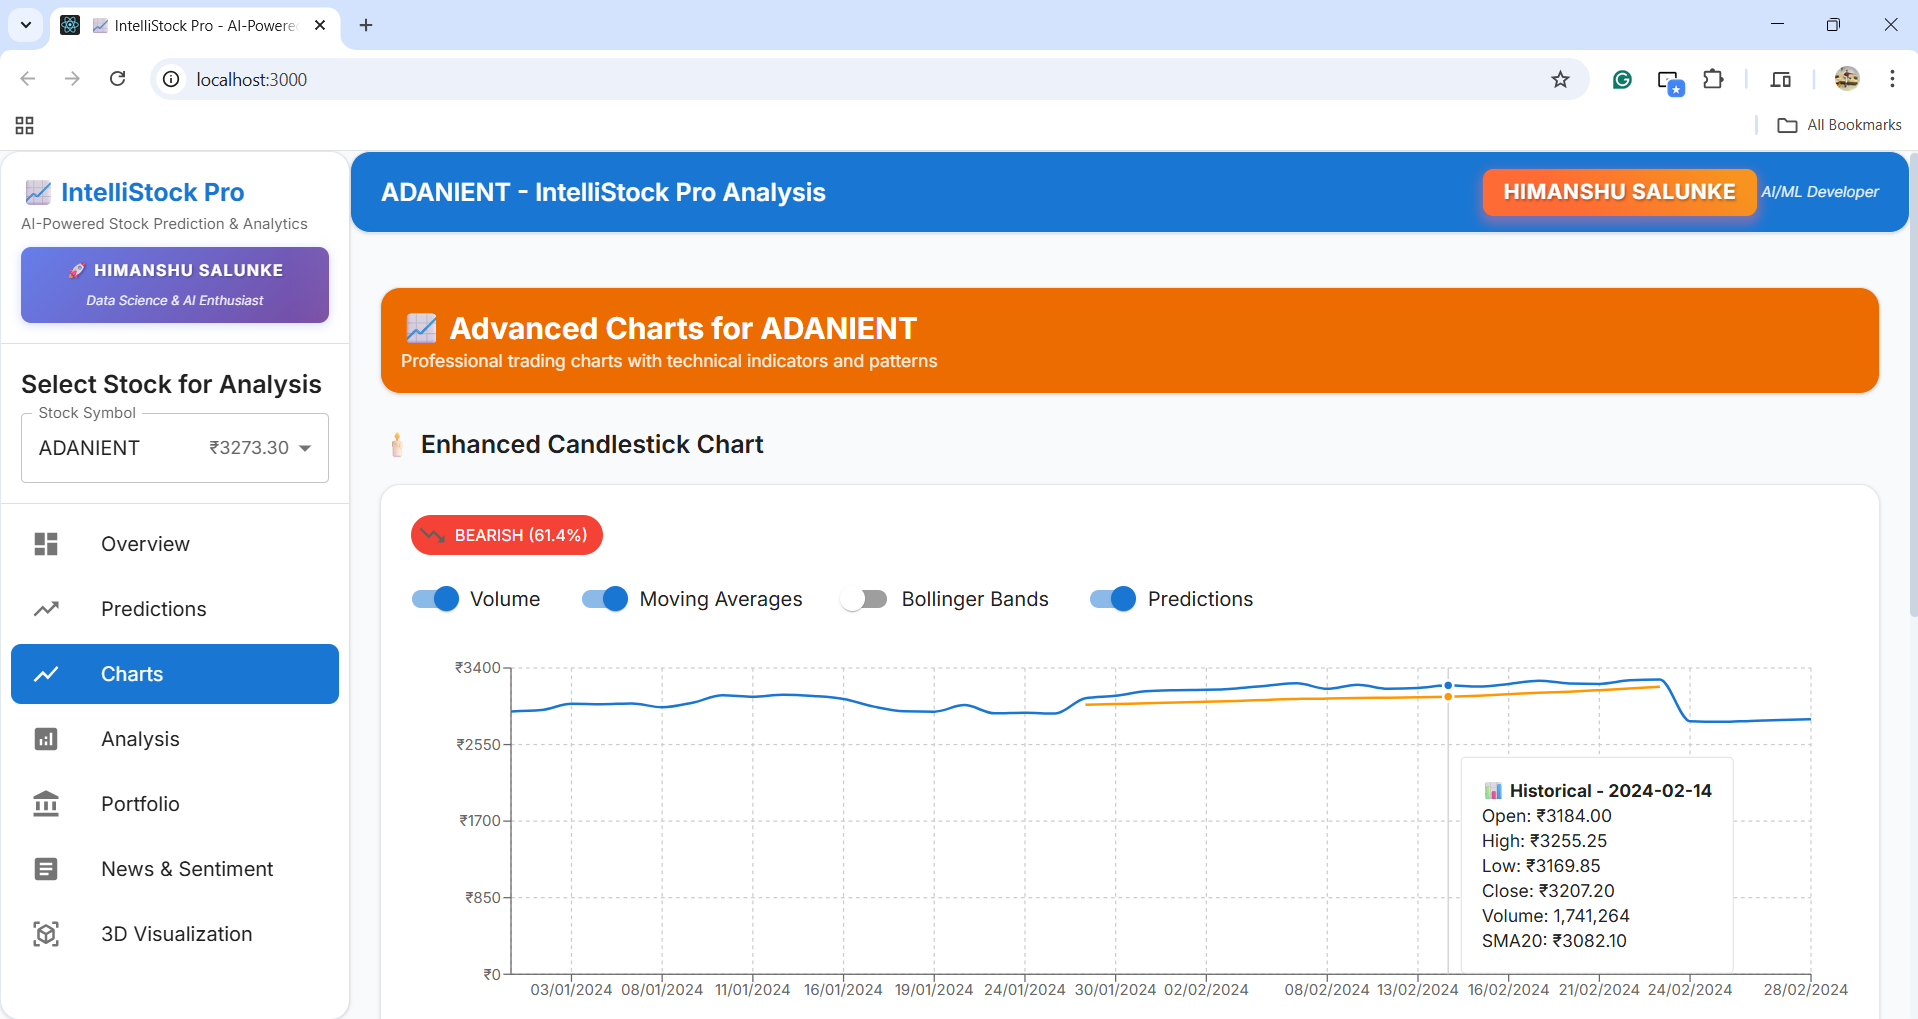 IntelliStock Pro - AI-Powere
localhost:3000
All Bookmarks
IntelliStock Pro
AI-Powered Stock Prediction & Analytics
HIMANSHU SALUNKE
Data Science & AI Enthusiast
Select Stock for Analysis
Stock Symbol
ADANIENT ₹3273.30
Overview
Predictions
Charts
Analysis
Portfolio
News & Sentiment
3D Visualization
ADANIENT - IntelliStock Pro Analysis
HIMANSHU SALUNKE AI/ML Developer
Advanced Charts for ADANIENT
Professional trading charts with technical indicators and patterns
Enhanced Candlestick Chart
BEARISH (61.4%)
Volume Moving Averages Bollinger Bands Predictions
₹3400
₹2550
₹1700
₹850
₹0
Historical - 2024-02-14
Open: ₹3184.00
High: ₹3255.25
Low: ₹3169.85
Close: ₹3207.20
Volume: 1,741,264
SMA20: ₹3082.10
03/01/2024 08/01/2024 11/01/2024 16/01/2024 19/01/2024 24/01/2024 30/01/2024 02/02/2024 08/02/2024 13/02/2024 16/02/2024 21/02/2024 24/02/2024 28/02/2024